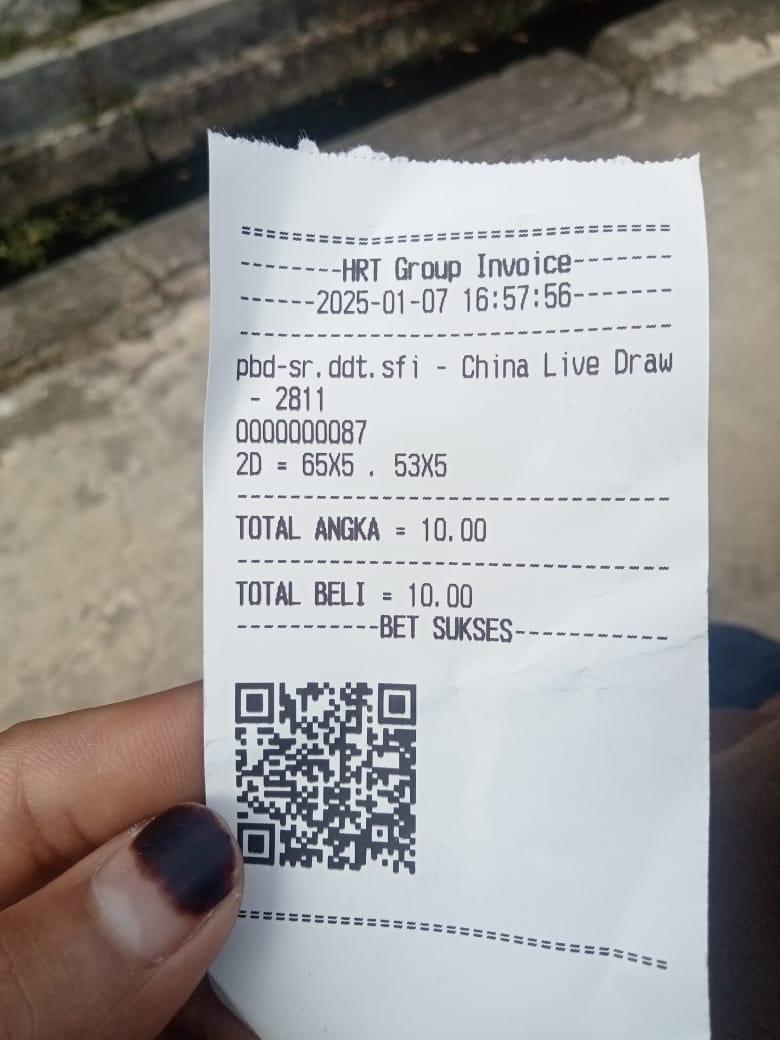 ================================
--------HRT Group Invoice-------
------2025-01-07 16:57:56-------
--------------------------------
pbd-sr.ddt.sfi - China Live Draw
- 2811
0000000087
2D = 65X5 . 53X5
--------------------------------
TOTAL ANGKA = 10.00
--------------------------------
TOTAL BELI = 10.00
-----------BET SUKSES-----------
================================